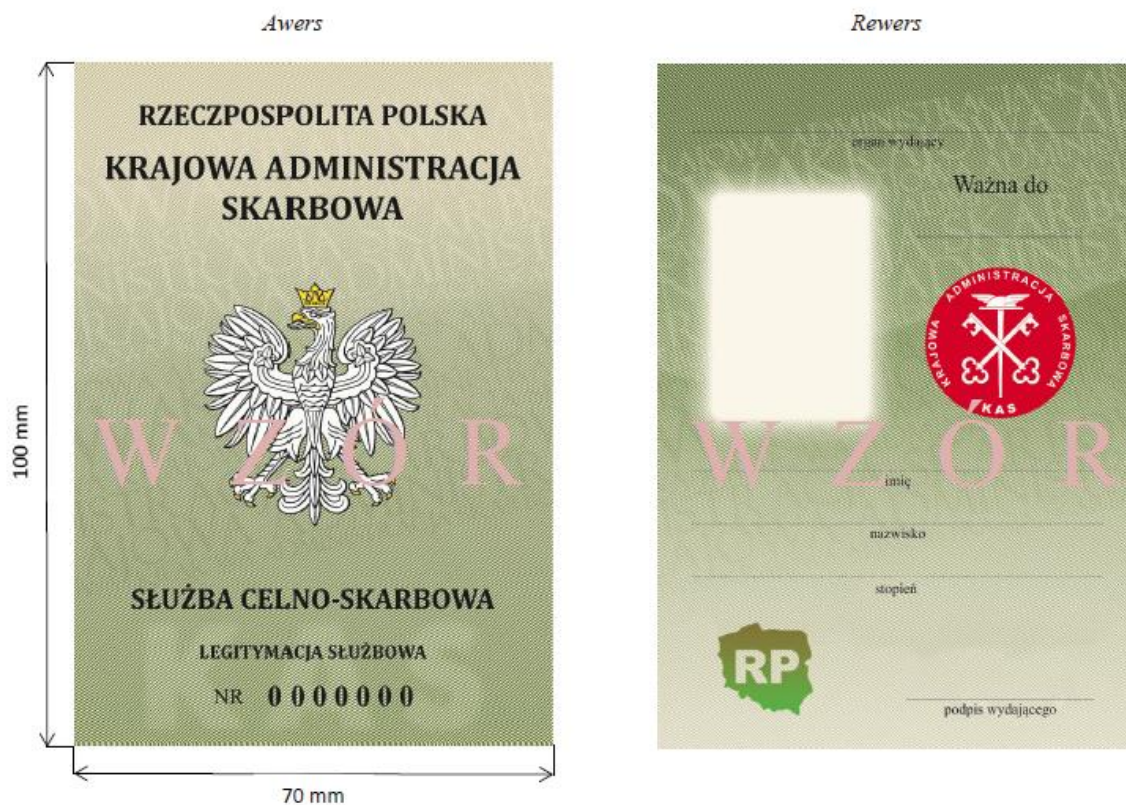 Awers
RZECZPOSPOLITA POLSKA
KRAJOWA ADMINISTRACJA
SKARBOWA
WZÓR
SŁUŻBA CELNO-SKARBOWA
LEGITYMACJA SŁUŻBOWA
NR 0000000
100 mm
70 mm
Rewers
organ wydający
Ważna do
KRAJOWA ADMINISTRACJA SKARBOWA
KAS
WZÓR
imię
nazwisko
stopień
RP
podpis wydającego